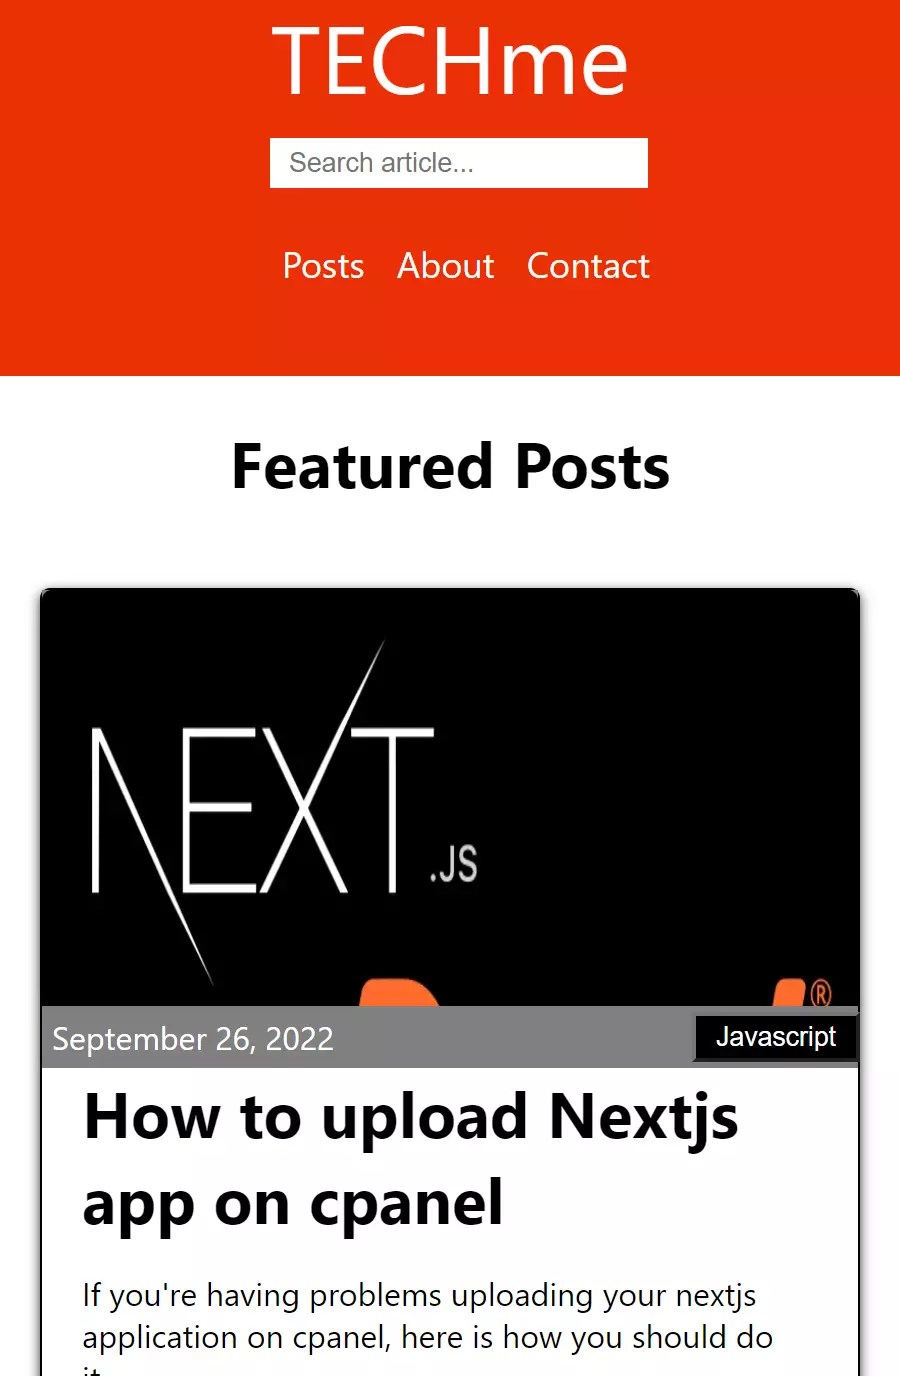 TECHme
Search article...
Posts About Contact
Featured Posts
NEXT.JS
®
September 26, 2022 Javascript
How to upload Nextjs
app on cpanel
If you're having problems uploading your nextjs
application on cpanel, here is how you should do